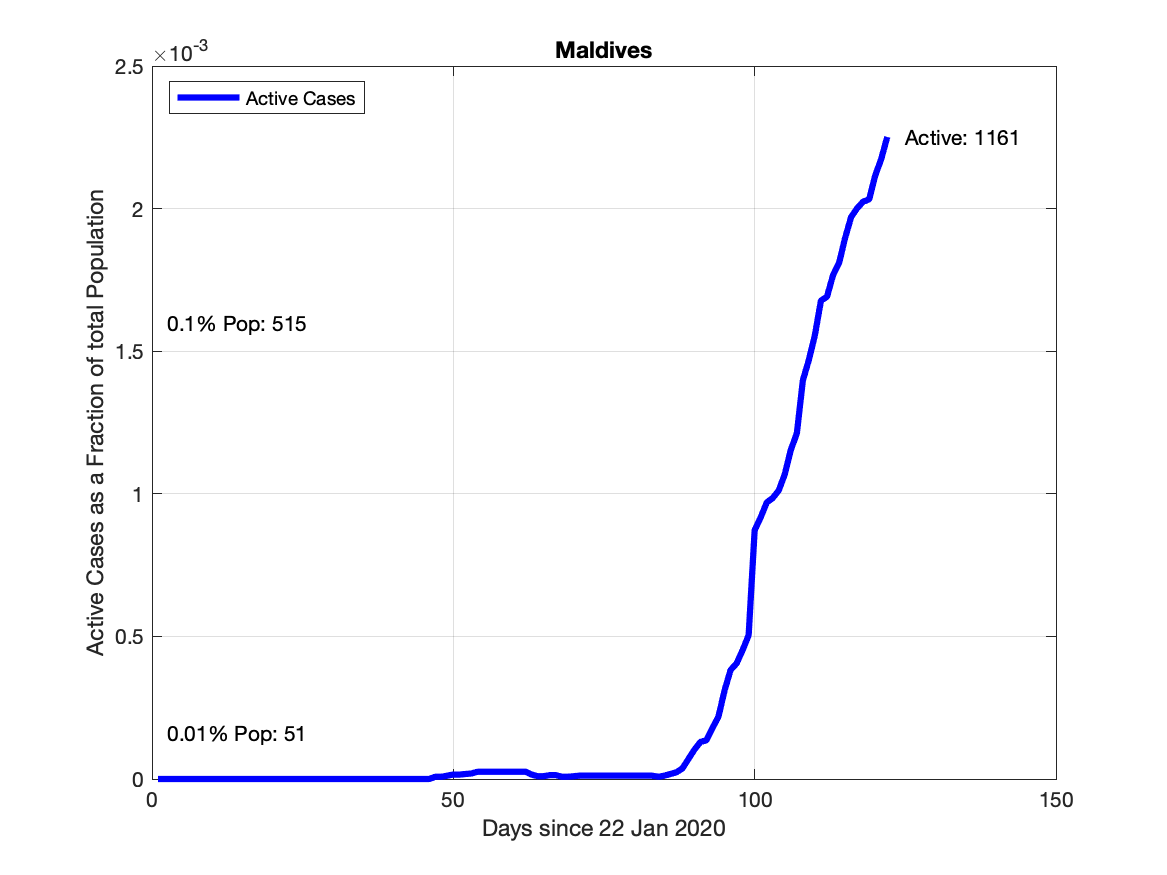 Maldives
×10-3
2.5
2
1.5
1
0.5
0
Active Cases
Active: 1161
0.1% Pop: 515
0.01% Pop: 51
Active Cases as a Fraction of total Population
0
50
100
150
Days since 22 Jan 2020